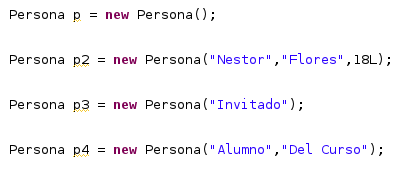 Persona p = new Persona();
Persona p2 = new Persona("Nestor","Flores",18L);
Persona p3 = new Persona("Invitado");
Persona p4 = new Persona("Alumno","Del Curso");